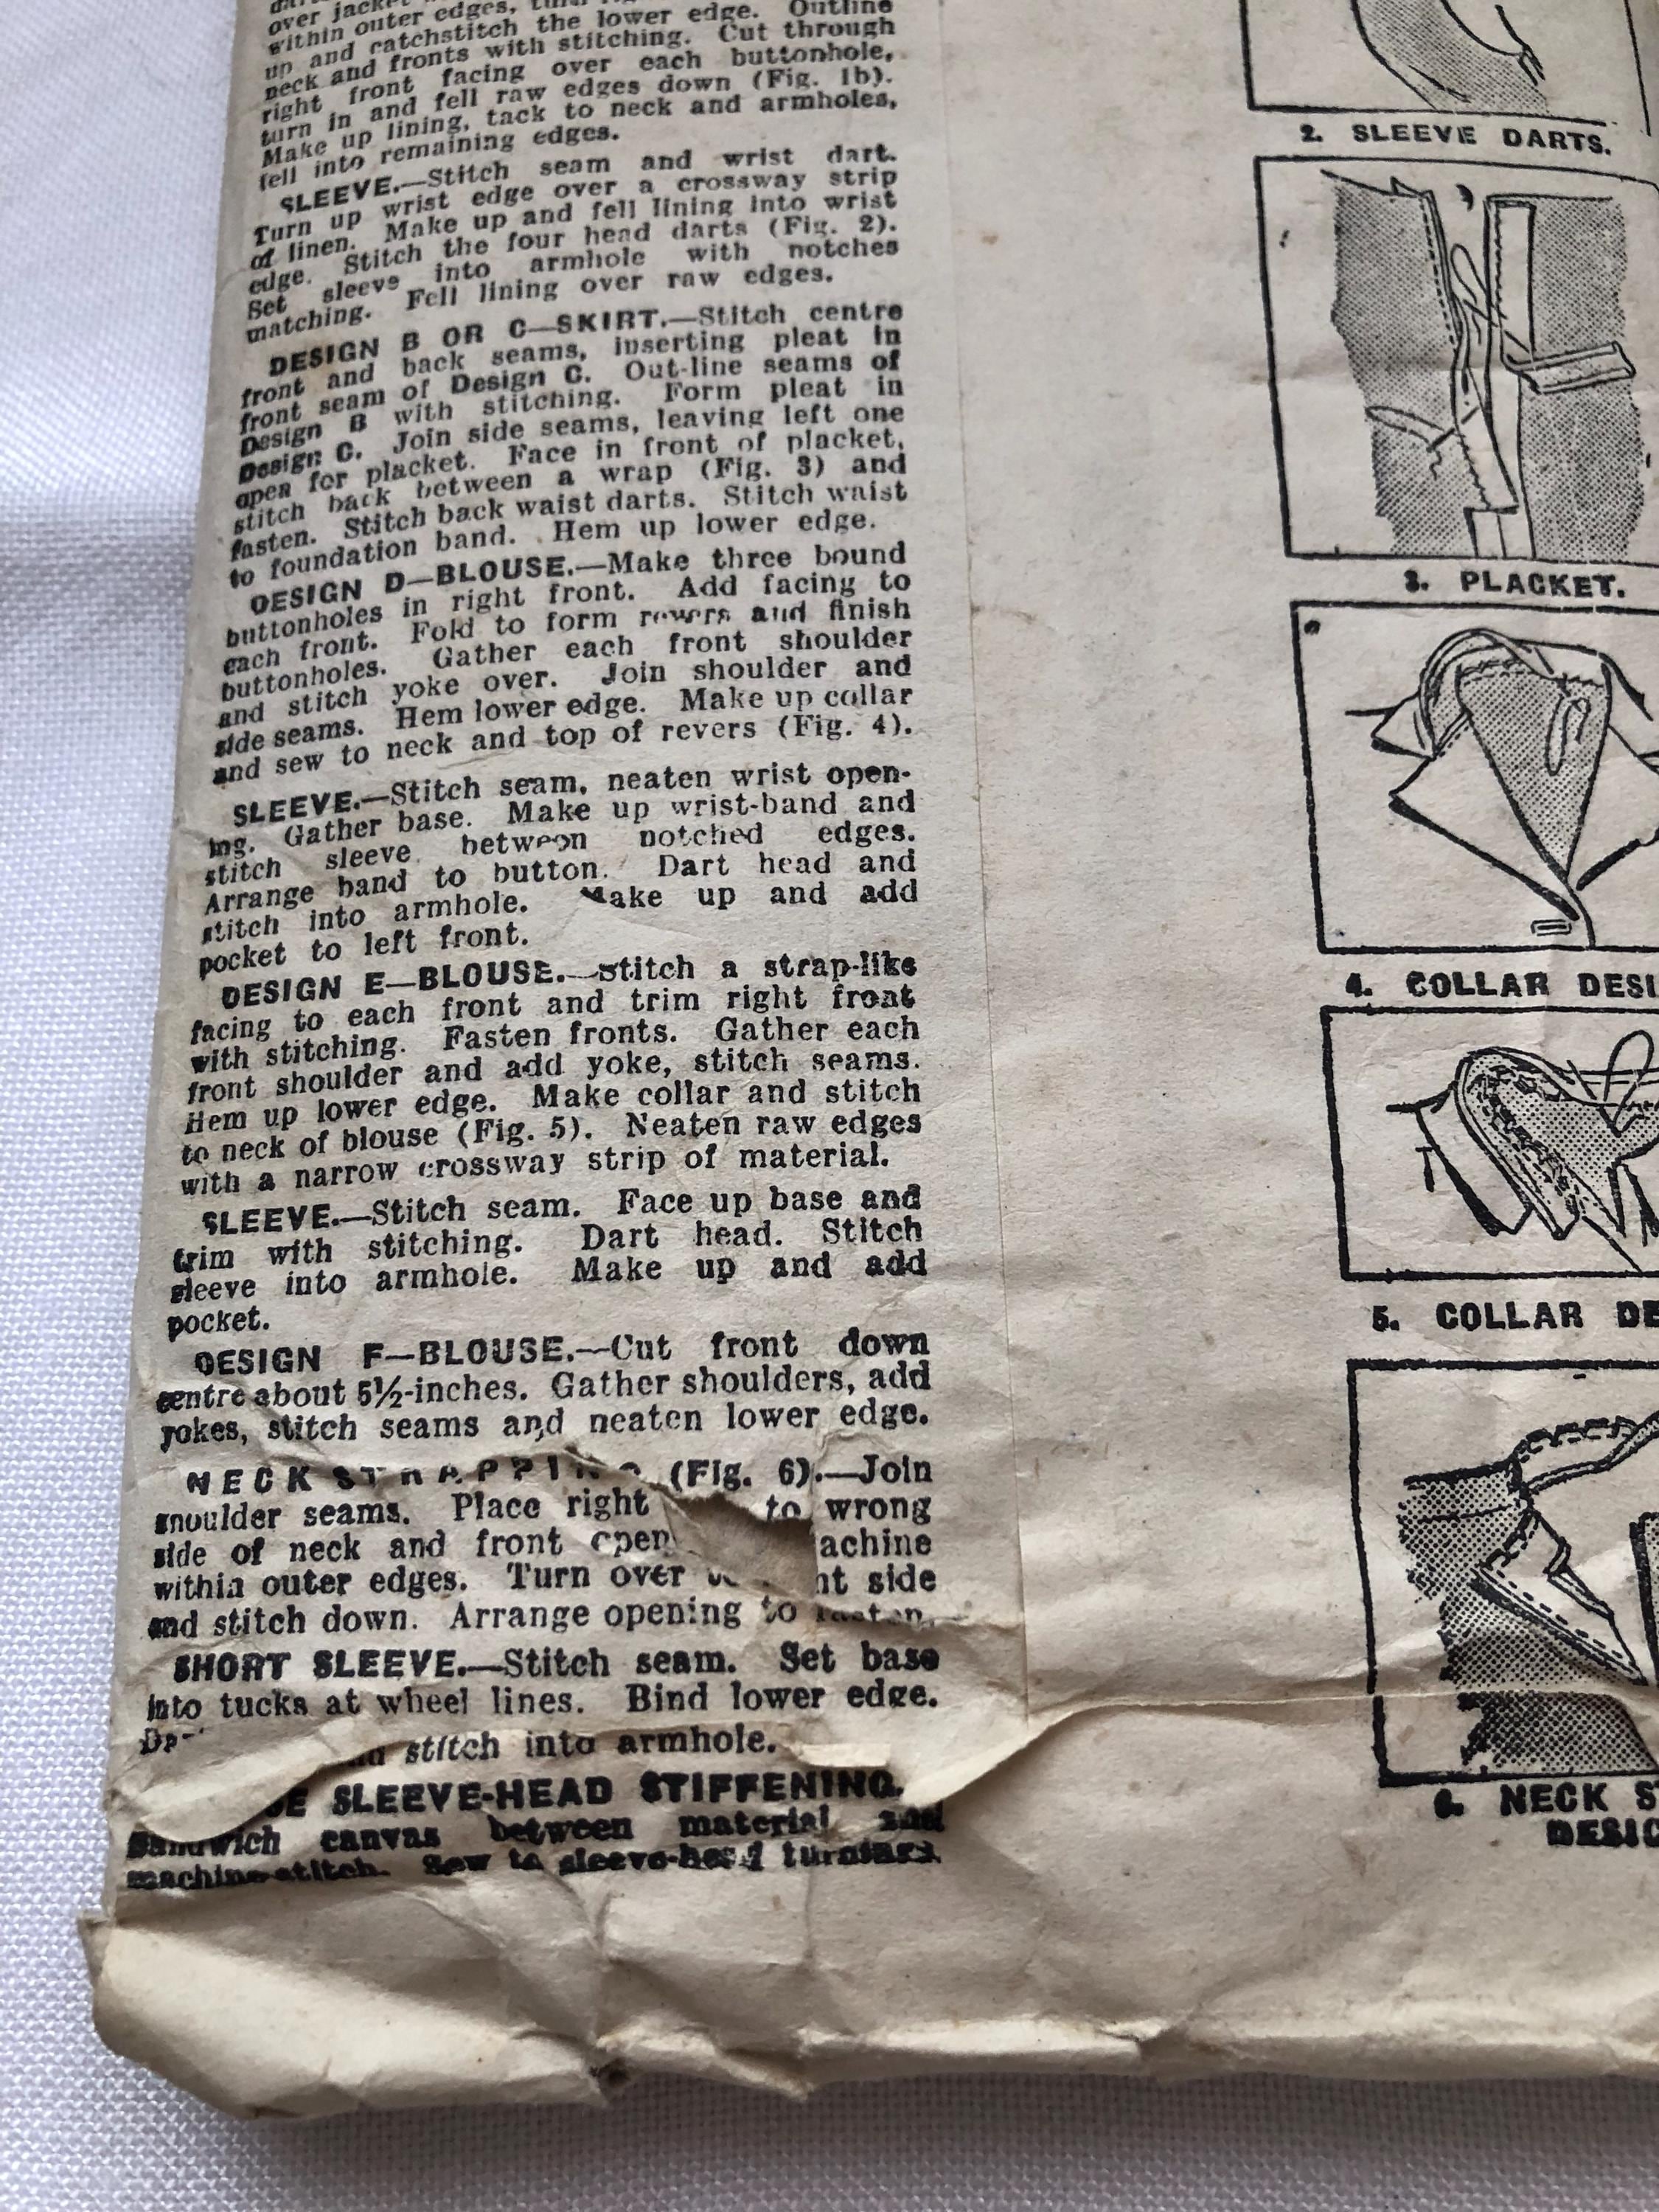 over jacket
within outer edges,
up and catchstitch the lower edge. Outline
neck and fronts with stitching. Cut through
right front facing over each buttonhole,
turn in and fell raw edges down (Fig. 1b).
Make up lining, tack to neck and armholes,
fell into remaining edges.
SLEEVE.—Stitch seam and wrist dart.
Turn up wrist edge over a crossway strip
of linen. Make up and fell lining into wrist
edge. Stitch the four head darts (Fig. 2).
Set sleeve into armhole with notches
matching. Fell lining over raw edges.
DESIGN B OR C—SKIRT.—Stitch centre
front and back seams, inserting pleat in
front seam of Design C. Out-line seams of
Design B with stitching. Form pleat in
Design C. Join side seams, leaving left one
open for placket. Face in front of placket,
stitch back between a wrap (Fig. 3) and
fasten. Stitch back waist darts. Stitch waist
to foundation band. Hem up lower edge.
DESIGN D—BLOUSE.—Make three bound
buttonholes in right front. Add facing to
each front. Fold to form revers and finish
buttonholes. Gather each front shoulder
and stitch yoke over. Join shoulder and
side seams. Hem lower edge. Make up collar
and sew to neck and top of revers (Fig. 4).
SLEEVE.—Stitch seam, neaten wrist open-
ing. Gather base. Make up wrist-band and
stitch sleeve between notched edges.
Arrange band to button. Dart head and
stitch into armhole. Make up and add
pocket to left front.
DESIGN E—BLOUSE.—Stitch a strap-like
facing to each front and trim right front
with stitching. Fasten fronts. Gather each
front shoulder and add yoke, stitch seams.
Hem up lower edge. Make collar and stitch
to neck of blouse (Fig. 5). Neaten raw edges
with a narrow crossway strip of material.
SLEEVE.—Stitch seam. Face up base and
trim with stitching. Dart head. Stitch
sleeve into armhole. Make up and add
pocket.
DESIGN F—BLOUSE.—Cut front down
centre about 5½-inches. Gather shoulders, add
yokes, stitch seams and neaten lower edge.
NECK STRAPPING (Fig. 6).—Join
shoulder seams. Place right to wrong
side of neck and front open achine
within outer edges. Turn over nt side
and stitch down. Arrange opening to fasten.
SHORT SLEEVE.—Stitch seam. Set base
into tucks at wheel lines. Bind lower edge.
stitch into armhole.
SLEEVE-HEAD STIFFENING.
Sandwich canvas between material and
machine-stitch. Sew to sleeve-head turnings.
2. SLEEVE DARTS.
3. PLACKET.
4. COLLAR DESI
5. COLLAR DE
6. NECK S
DESIG